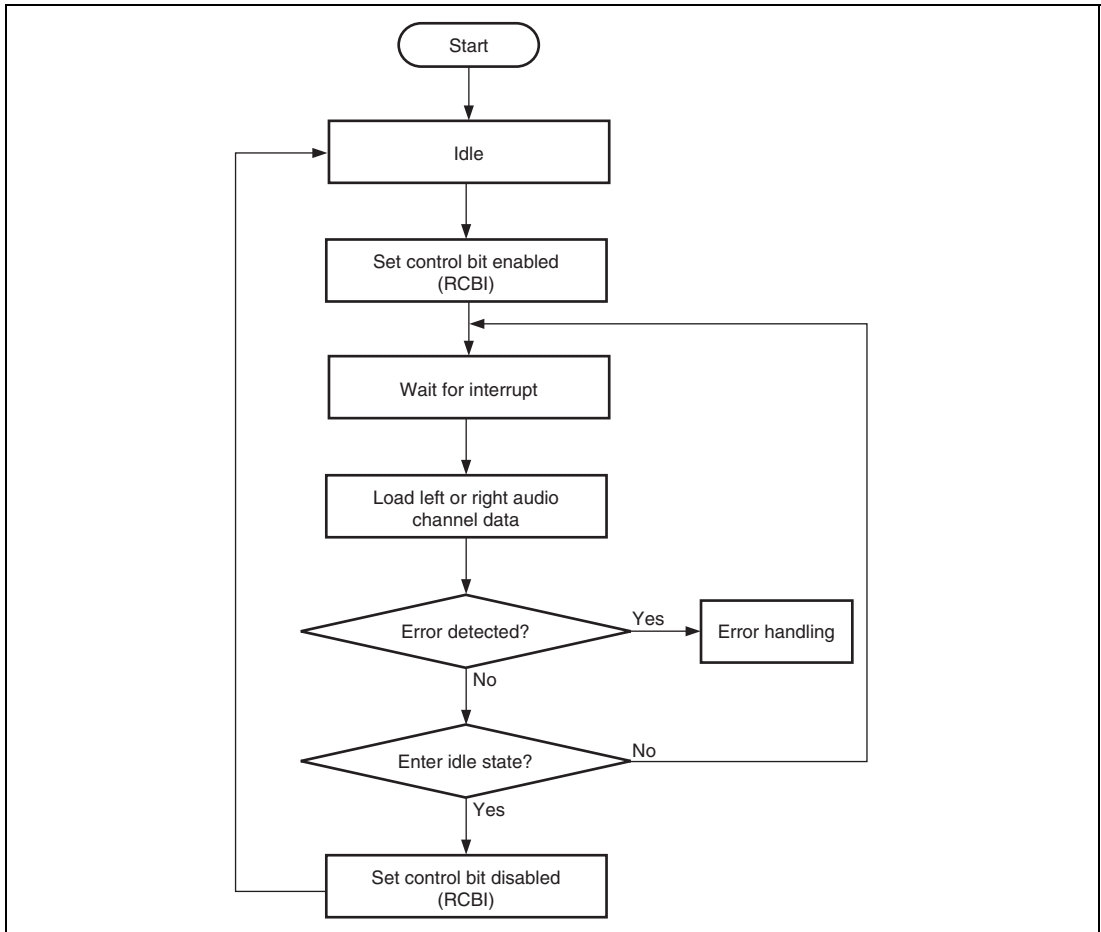 Start
Idle
Set control bit enabled
(RCBI)
Wait for interrupt
Load left or right audio
channel data
Error detected?
Yes
Error handling
No
Enter idle state?
No
Yes
Set control bit disabled
(RCBI)